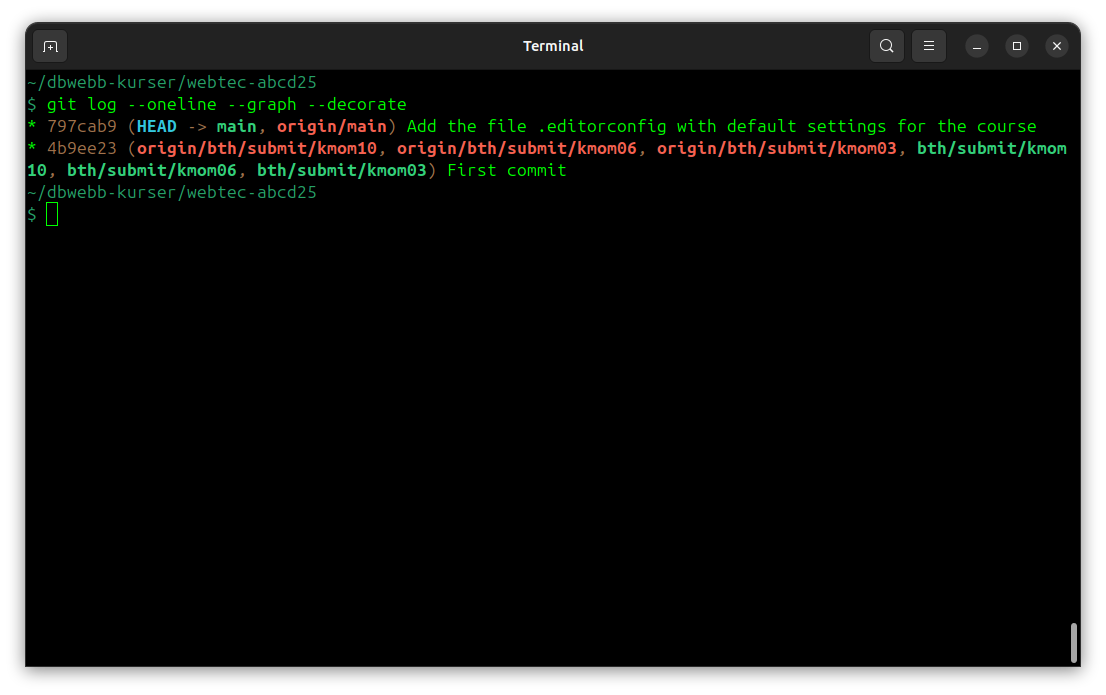 Terminal
~/dbwebb-kurser/webtec-abcd25
$ git log --oneline --graph --decorate
* 797cab9 (HEAD -> main, origin/main) Add the file .editorconfig with default settings for the course
* 4b9ee23 (origin/bth/submit/kmom10, origin/bth/submit/kmom06, origin/bth/submit/kmom03, bth/submit/kmom
10, bth/submit/kmom06, bth/submit/kmom03) First commit
~/dbwebb-kurser/webtec-abcd25
$